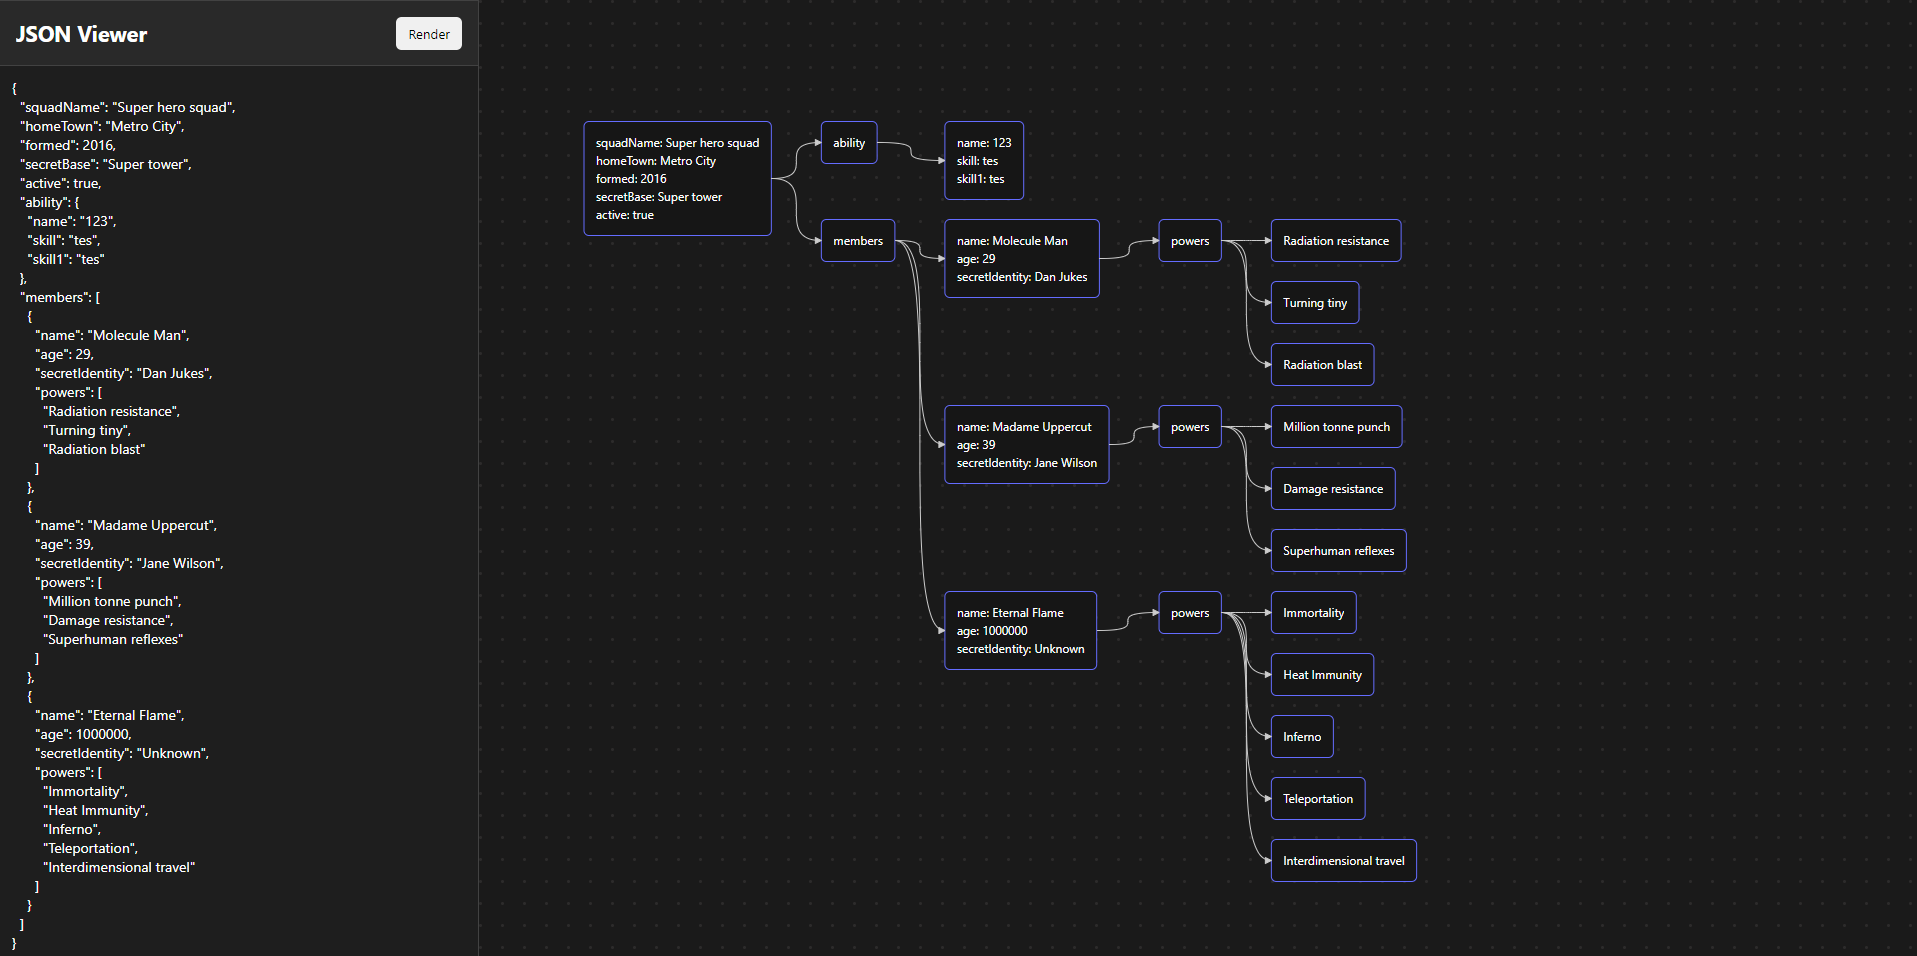 JSON Viewer
Render
{
"squadName": "Super hero squad",
"homeTown": "Metro City",
"formed": 2016,
"secretBase": "Super tower",
"active": true,
"ability": {
"name": "123",
"skill": "tes",
"skill1": "tes"
},
"members": [
{
"name": "Molecule Man",
"age": 29,
"secretIdentity": "Dan Jukes",
"powers": [
"Radiation resistance",
"Turning tiny",
"Radiation blast"
]
},
{
"name": "Madame Uppercut",
"age": 39,
"secretIdentity": "Jane Wilson",
"powers": [
"Million tonne punch",
"Damage resistance",
"Superhuman reflexes"
]
},
{
"name": "Eternal Flame",
"age": 1000000,
"secretIdentity": "Unknown",
"powers": [
"Immortality",
"Heat Immunity",
"Inferno",
"Teleportation",
"Interdimensional travel"
]
}
]
}
squadName: Super hero squad
homeTown: Metro City
formed: 2016
secretBase: Super tower
active: true
ability
name: 123
skill: tes
skill1: tes
members
name: Molecule Man
age: 29
secretIdentity: Dan Jukes
powers
Radiation resistance
Turning tiny
Radiation blast
name: Madame Uppercut
age: 39
secretIdentity: Jane Wilson
powers
Million tonne punch
Damage resistance
Superhuman reflexes
name: Eternal Flame
age: 1000000
secretIdentity: Unknown
powers
Immortality
Heat Immunity
Inferno
Teleportation
Interdimensional travel